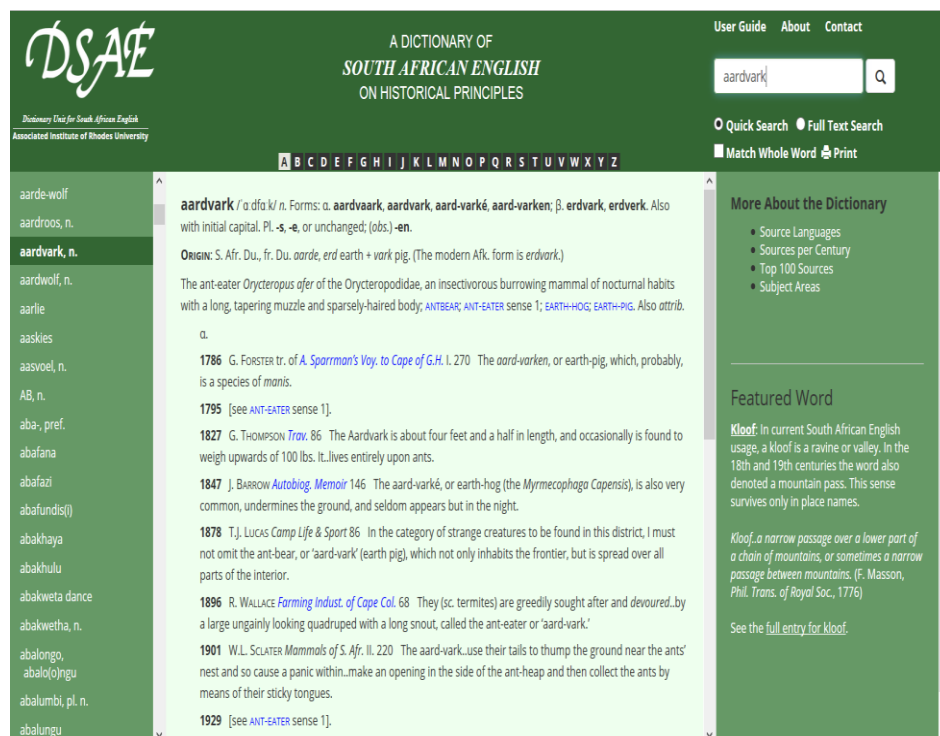 DSAE
Dictionary Unit for South African English
Associated Institute of Rhodes University
A DICTIONARY OF
SOUTH AFRICAN ENGLISH
ON HISTORICAL PRINCIPLES
User Guide About Contact
aardvark
Quick Search Full Text Search
Match Whole Word Print
A B C D E F G H I J K L M N O P Q R S T U V W X Y Z
aarde-wolf
aardroos, n.
aardvark, n.
aardwolf, n.
aarlie
aaskies
aasvoel, n.
AB, n.
aba-, pref.
abafana
abafazi
abafundis(i)
abakhaya
abakhulu
abakweta dance
abakwetha, n.
abalongo,
abalo(o)ngu
abalumbi, pl. n.
abalungu
aardvark /ˈɑːdfɑːk/ n. Forms: α. aardvaark, aardvark, aard-varké, aard-varken; β. erdvark, erdverk. Also
with initial capital. Pl. -s, -e, or unchanged; (obs.) -en.
ORIGIN: S. Afr. Du., fr. Du. aarde, erd earth + vark pig. (The modern Afk. form is erdvark.)
The ant-eater Orycteropus afer of the Orycteropodidae, an insectivorous burrowing mammal of nocturnal habits
with a long, tapering muzzle and sparsely-haired body; ANTBEAR; ANT-EATER sense 1; EARTH-HOG; EARTH-PIG. Also attrib.
α.
1786 G. FORSTER tr. of A. Sparrman's Voy. to Cape of G.H. I. 270 The aard-varken, or earth-pig, which, probably,
is a species of manis.
1795 [see ANT-EATER sense 1].
1827 G. THOMPSON Trav. 86 The Aardvark is about four feet and a half in length, and occasionally is found to
weigh upwards of 100 lbs. It..lives entirely upon ants.
1847 J. BARROW Autobiog. Memoir 146 The aard-varké, or earth-hog (the Myrmecophaga Capensis), is also very
common, undermines the ground, and seldom appears but in the night.
1878 T.J. LUCAS Camp Life & Sport 86 In the category of strange creatures to be found in this district, I must
not omit the ant-bear, or 'aard-vark' (earth pig), which not only inhabits the frontier, but is spread over all
parts of the interior.
1896 R. WALLACE Farming Indust. of Cape Col. 68 They (sc. termites) are greedily sought after and devoured..by
a large ungainly looking quadruped with a long snout, called the ant-eater or 'aard-vark.'
1901 W.L. SCLATER Mammals of S. Afr. II. 220 The aard-vark..use their tails to thump the ground near the ants'
nest and so cause a panic within..make an opening in the side of the ant-heap and then collect the ants by
means of their sticky tongues.
1929 [see ANT-EATER sense 1].
More About the Dictionary
Source Languages
Sources per Century
Top 100 Sources
Subject Areas
Featured Word
Kloof: In current South African English
usage, a kloof is a ravine or valley. In the
18th and 19th centuries the word also
denoted a mountain pass. This sense
survives only in place names.
Kloof..a narrow passage over a lower part of
a chain of mountains, or sometimes a narrow
passage between mountains. (F. Masson,
Phil. Trans. of Royal Soc., 1776)
See the full entry for kloof.